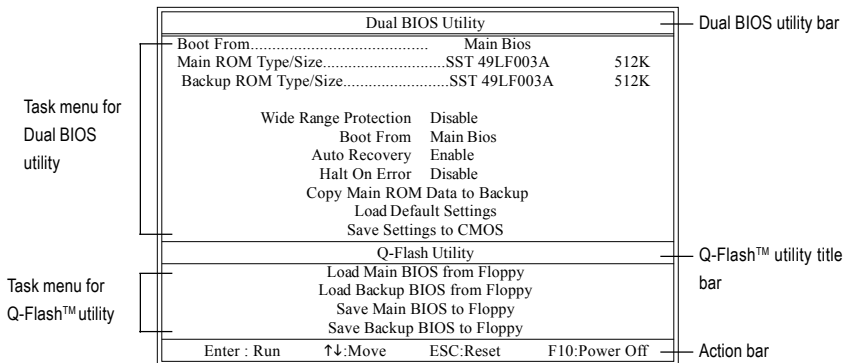 Dual BIOS Utility
Dual BIOS utility bar
Boot From.......................................... Main Bios
Main ROM Type/Size.............................SST 49LF003A 512K
Backup ROM Type/Size.........................SST 49LF003A 512K
Task menu for
Dual BIOS
utility
Wide Range Protection Disable
Boot From Main Bios
Auto Recovery Enable
Halt On Error Disable
Copy Main ROM Data to Backup
Load Default Settings
Save Settings to CMOS
Q-Flash Utility
Q-Flash™ utility title
bar
Task menu for
Q-Flash™ utility
Load Main BIOS from Floppy
Load Backup BIOS from Floppy
Save Main BIOS to Floppy
Save Backup BIOS to Floppy
Enter : Run ↑↓:Move ESC:Reset F10:Power Off
Action bar